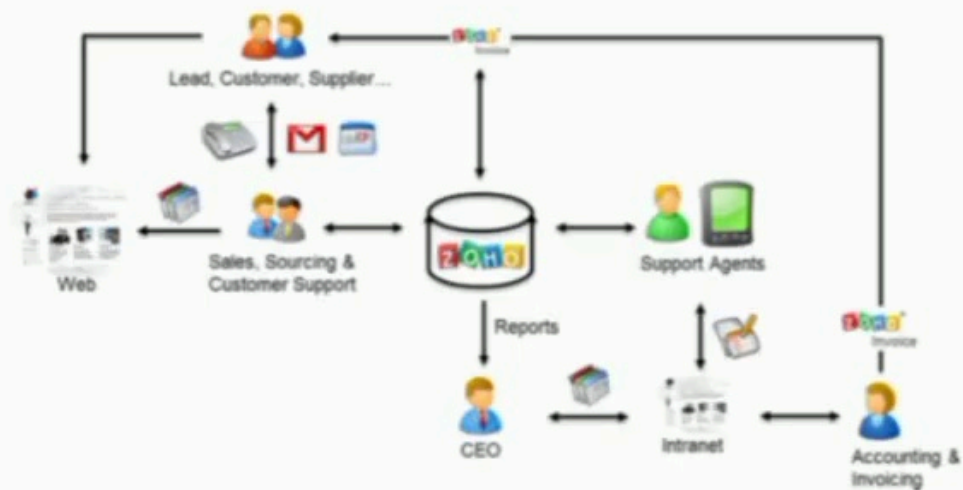 ZOHO
Invoice
Lead, Customer, Supplier...
Web
Sales, Sourcing &
Customer Support
ZOHO
Support Agents
Reports
ZOHO
Invoice
CEO
Intranet
Accounting &
Invoicing